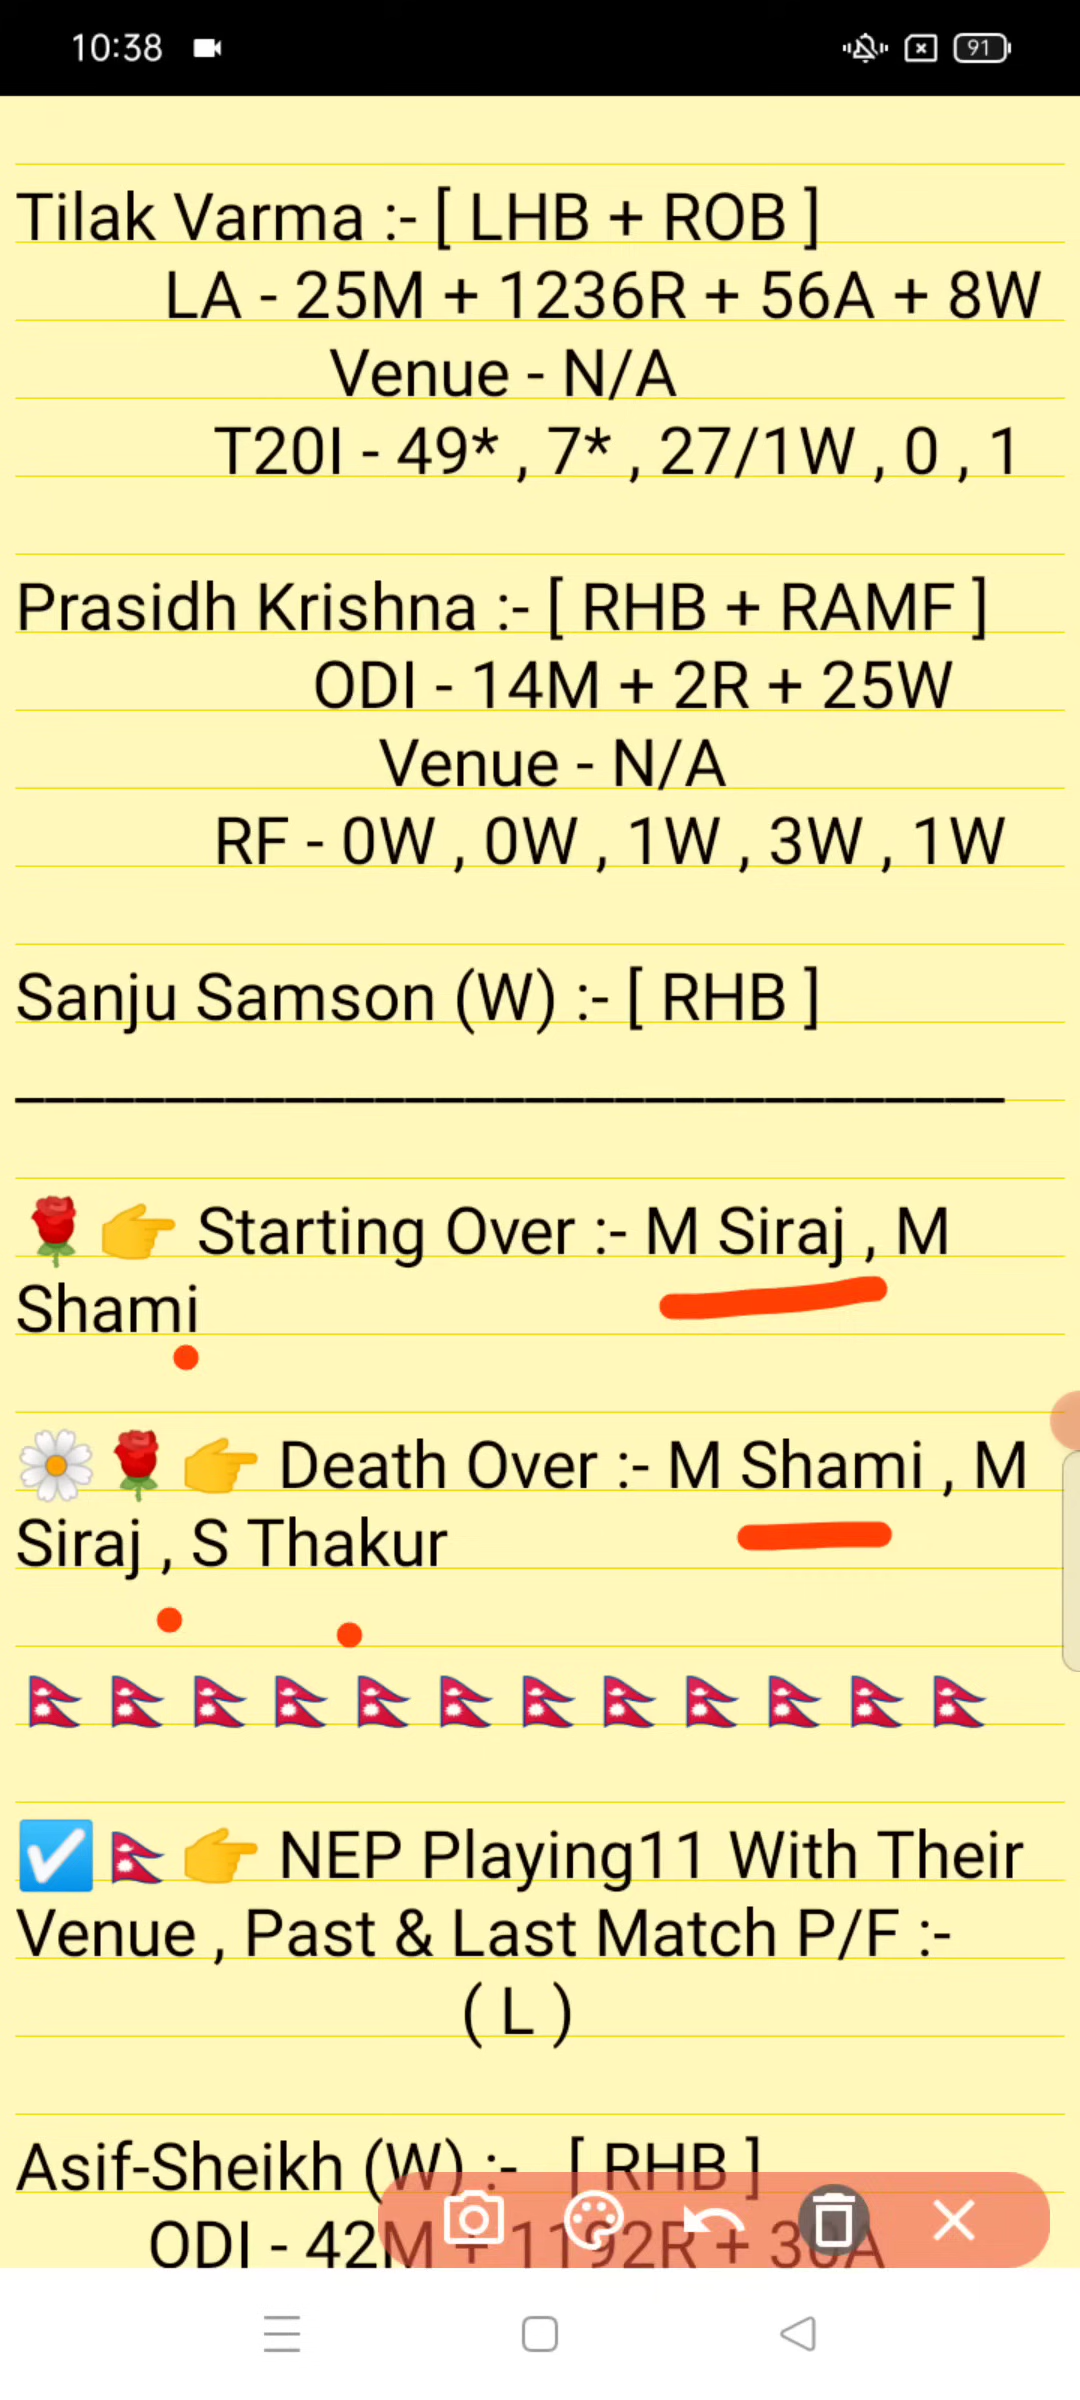 10:38
91
Tilak Varma :- [ LHB + ROB ]
LA - 25M + 1236R + 56A + 8W
Venue - N/A
T20I - 49* , 7* , 27/1W , 0 , 1
Prasidh Krishna :- [ RHB + RAMF ]
ODI - 14M + 2R + 25W
Venue - N/A
RF - 0W , 0W , 1W , 3W , 1W
Sanju Samson (W) :- [ RHB ]
🌹👉 Starting Over :- M Siraj , M
Shami
🌼🌹👉 Death Over :- M Shami , M
Siraj , S Thakur
🇳🇵🇳🇵🇳🇵🇳🇵🇳🇵🇳🇵🇳🇵🇳🇵🇳🇵🇳🇵🇳🇵🇳🇵
☑️🇳🇵👉 NEP Playing11 With Their
Venue , Past & Last Match P/F :-
( L )
Asif-Sheikh (W) :- [ RHB ]
ODI - 42M + 1192R + 30A